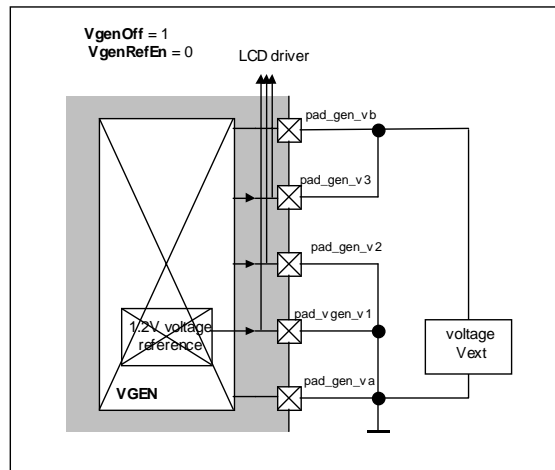 VgenOff = 1
VgenRefEn = 0
LCD driver
pad_gen_vb
pad_gen_v3
pad_gen_v2
1.2V voltage
reference
pad_vgen_v1
voltage
Vext
VGEN
pad_gen_va